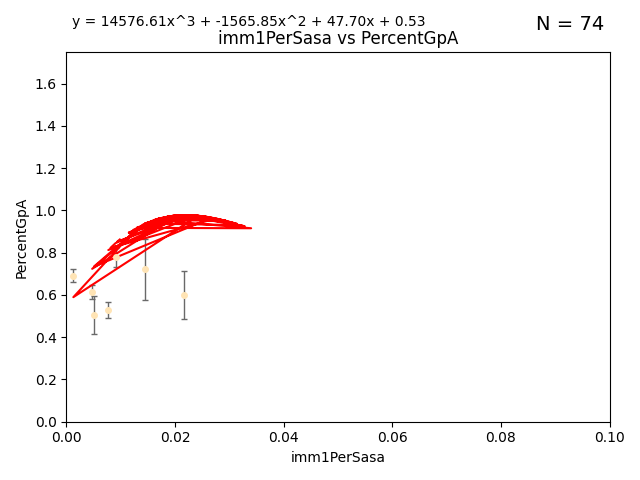 y = 14576.61x^3 + -1565.85x^2 + 47.70x + 0.53
N = 74
imm1PerSasa vs PercentGpA
PercentGpA
1.6
1.4
1.2
1.0
0.8
0.6
0.4
0.2
0.0
0.00 0.02 0.04 0.06 0.08 0.10
imm1PerSasa